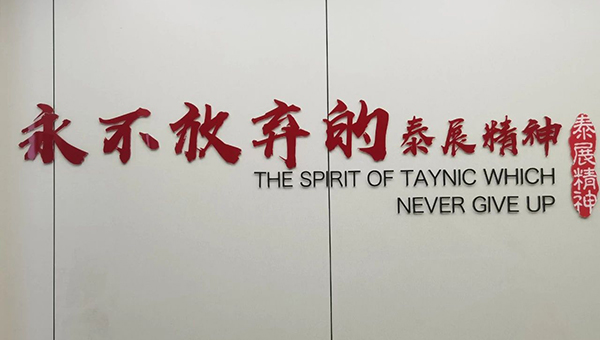 永不放弃的泰展精神
泰展精神
THE SPIRIT OF TAYNIC WHICH
NEVER GIVE UP